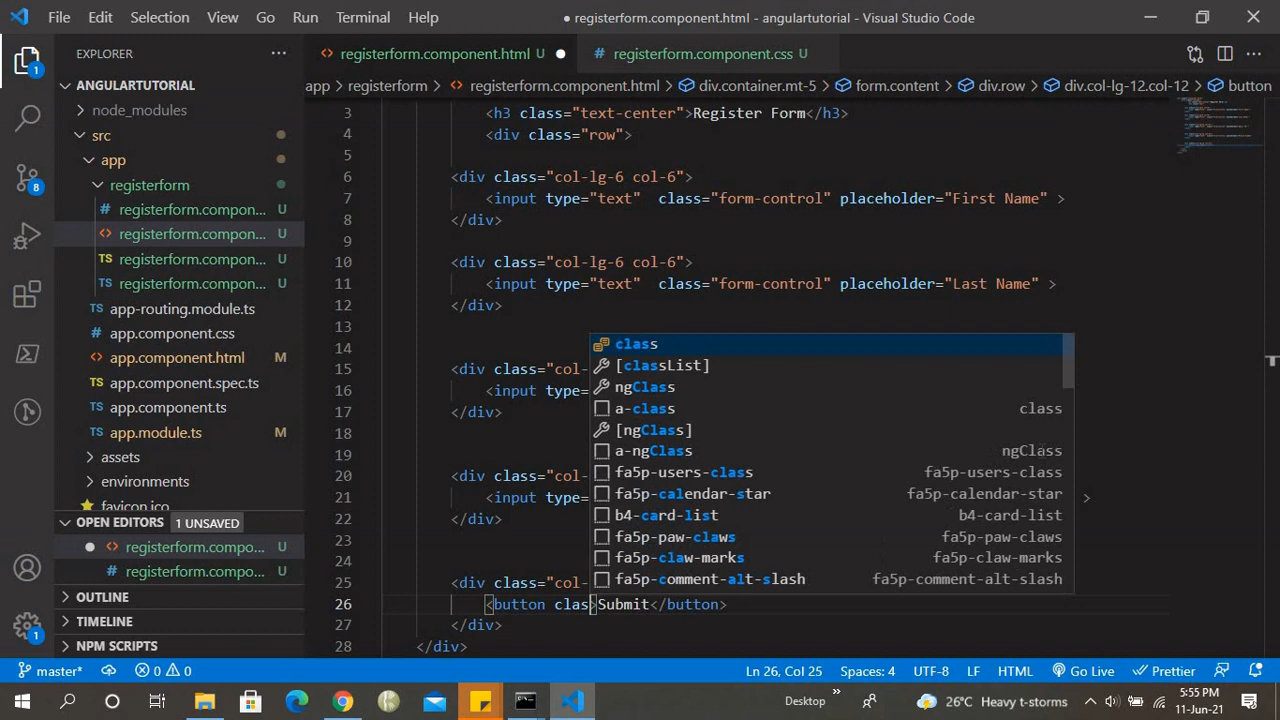 File Edit Selection View Go Run Terminal Help
● registerform.component.html - angulartutorial - Visual Studio Code
EXPLORER
registerform.component.html U
# registerform.component.css U
ANGULARTUTORIAL
app > registerform > <> registerform.component.html > div.container.mt-5 > form.content > div.row > div.col-lg-12.col-12 > button
node_modules
src
app
registerform
# registerform.compon... U
<> registerform.compon... U
TS registerform.compon... U
TS registerform.compon... U
TS app-routing.module.ts
# app.component.css
<> app.component.html M
TS app.component.spec.ts
TS app.component.ts
TS app.module.ts M
assets
environments
favicon.ico
OPEN EDITORS 1 UNSAVED
● <> registerform.compo... U
# registerform.compo... U
OUTLINE
TIMELINE
NPM SCRIPTS
1
8
1
3 <h3 class="text-center">Register Form</h3>
4 <div class="row">
5
6 <div class="col-lg-6 col-6">
7 <input type="text"  class="form-control" placeholder="First Name" >
8 </div>
9
10 <div class="col-lg-6 col-6">
11 <input type="text"  class="form-control" placeholder="Last Name" >
12 </div>
13
14
15 <div class="col-
16 <input type=
17 </div>
18
19
20 <div class="col-
21 <input type= >
22 </div>
23
24
25 <div class="col-
26 <button clas>Submit</button>
27 </div>
28 </div>
class
[classList]
ngClass
a-class class
[ngClass]
a-ngClass ngClass
fa5p-users-class fa5p-users-class
fa5p-calendar-star fa5p-calendar-star
b4-card-list b4-card-list
fa5p-paw-claws fa5p-paw-claws
fa5p-claw-marks fa5p-claw-marks
fa5p-comment-alt-slash fa5p-comment-alt-slash
master* 0 0 Ln 26, Col 25 Spaces: 4 UTF-8 LF HTML Go Live Prettier
Desktop 26°C Heavy t-storms 5:55 PM
11-Jun-21